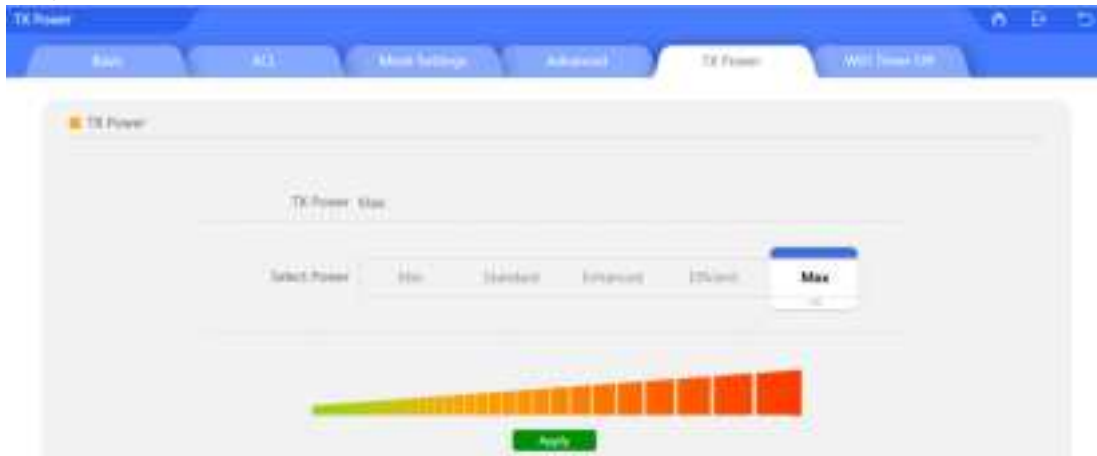 TX Power
Basic ACL Mesh Settings Advanced TX Power WiFi Timer Off
TX Power
TX Power Max
Select Power Min Standard Enhanced Efficient Max
Apply